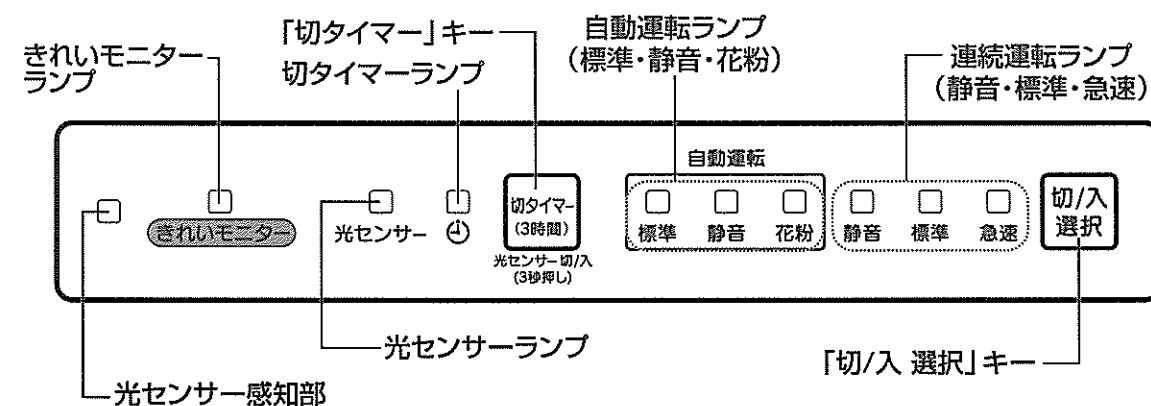 きれいモニター
ランプ
「切タイマー」キー
切タイマーランプ
自動運転ランプ
（標準・静音・花粉）
連続運転ランプ
（静音・標準・急速）
自動運転
きれいモニター
光センサー
切タイマー
(3時間)
光センサー切/入
(3秒押し)
標準 静音 花粉
静音 標準 急速
切/入
選択
光センサーランプ
「切/入 選択」キー
光センサー感知部